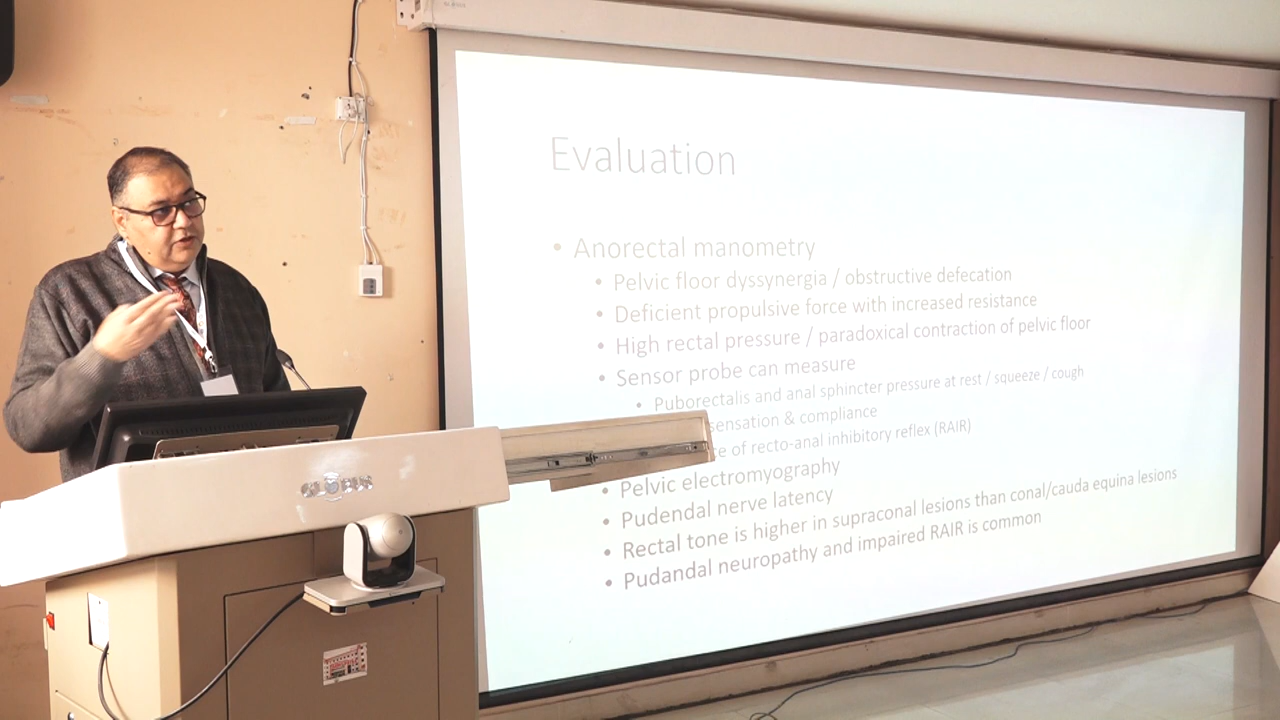 Evaluation
• Anorectal manometry
• Pelvic floor dyssynergia / obstructive defecation
• Deficient propulsive force with increased resistance
• High rectal pressure / paradoxical contraction of pelvic floor
• Sensor probe can measure
• Puborectalis and anal sphincter pressure at rest / squeeze / cough
sensation & compliance
of recto-anal inhibitory reflex (RAIR)
• Pelvic electromyography
• Pudendal nerve latency
• Rectal tone is higher in supraconal lesions than conal/cauda equina lesions
• Pudandal neuropathy and impaired RAIR is common